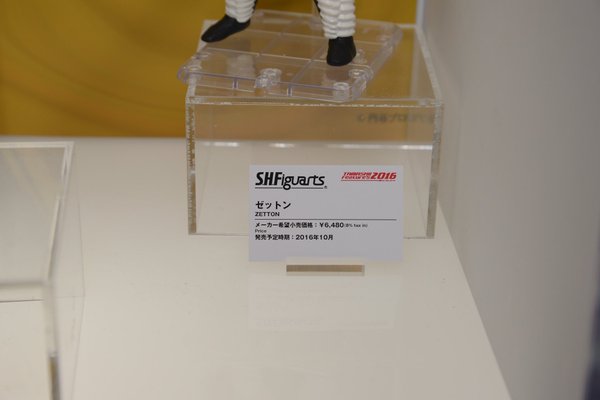 S.H.Figuarts
TAMASHII Features 2016
ゼットン
ZETTON
メーカー希望小売価格：￥6,480(8% tax in)
Price
発売予定時期：2016年10月